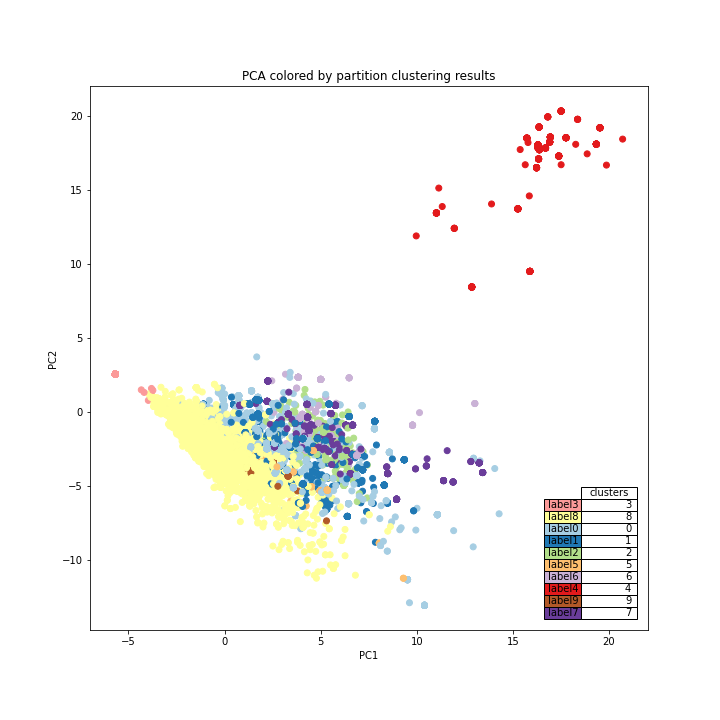 PCA colored by partition clustering results
PC2
20
15
10
5
0
−5
−10
clusters
label3 3
label8 8
label0 0
label1 1
label2 2
label5 5
label6 6
label4 4
label9 9
label7 7
−5 0 5 10 15 20
PC1